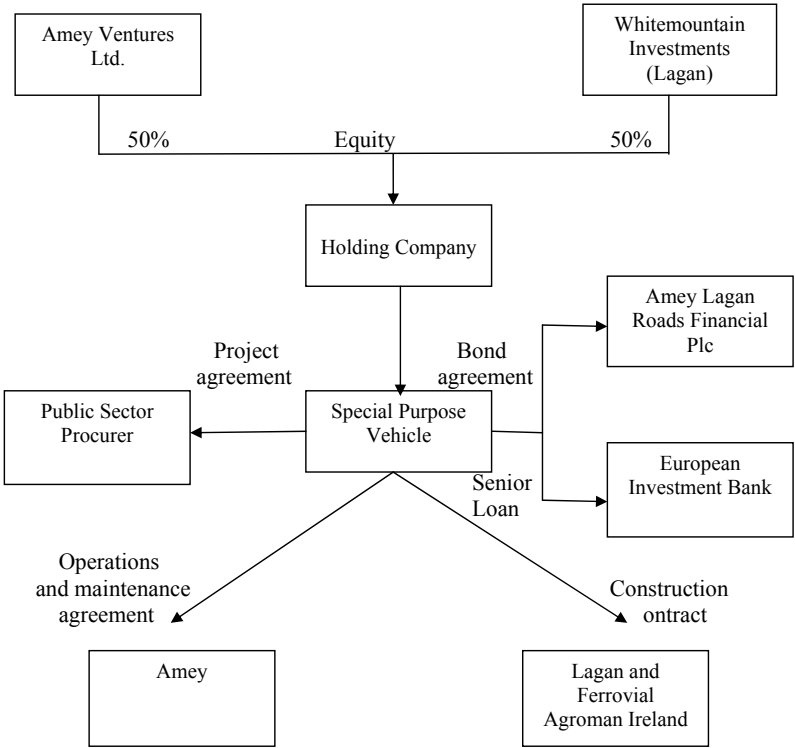 Amey Ventures
Ltd.
Whitemountain
Investments
(Lagan)
50%
Equity
50%
Holding Company
Amey Lagan
Roads Financial
Plc
Project
agreement
Bond
agreement
Public Sector
Procurer
Special Purpose
Vehicle
European
Investment Bank
Senior
Loan
Operations
and maintenance
agreement
Construction
ontract
Amey
Lagan and
Ferrovial
Agroman Ireland